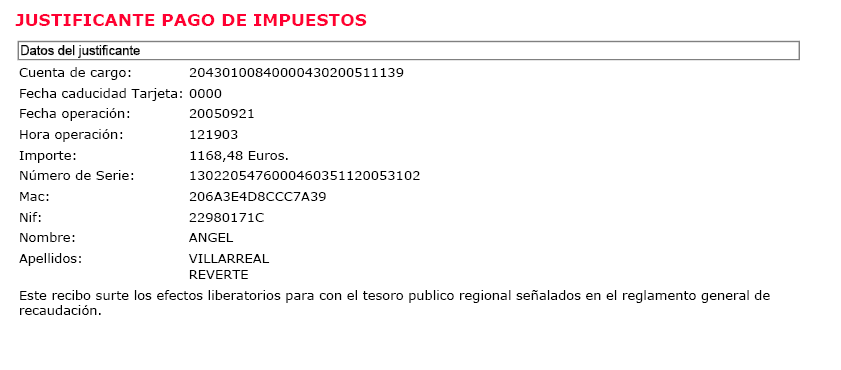 JUSTIFICANTE PAGO DE IMPUESTOS
Datos del justificante
Cuenta de cargo: 20430100840000430200511139
Fecha caducidad Tarjeta: 0000
Fecha operación: 20050921
Hora operación: 121903
Importe: 1168,48 Euros.
Número de Serie: 1302205476000460351120053102
Mac: 206A3E4D8CCC7A39
Nif: 22980171C
Nombre: ANGEL
Apellidos: VILLARREAL
REVERTE
Este recibo surte los efectos liberatorios para con el tesoro publico regional señalados en el reglamento general de
recaudación.